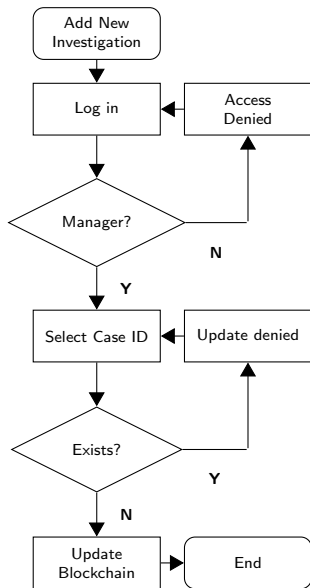 Add New
Investigation
Log in
Access
Denied
Manager?
N
Y
Select Case ID
Update denied
Exists?
Y
N
Update
Blockchain
End